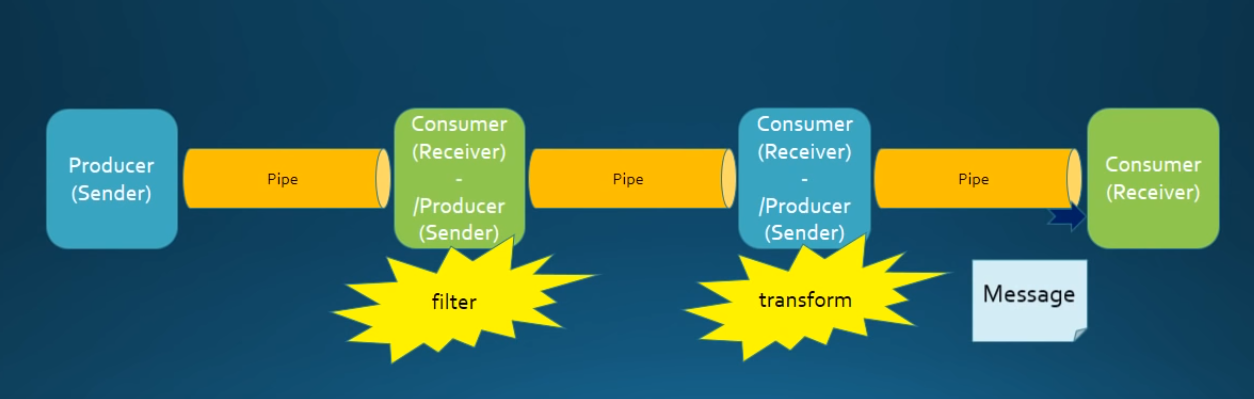 Producer
(Sender)
Pipe
Consumer
(Receiver)
-
/Producer
(Sender)
filter
Pipe
Consumer
(Receiver)
-
/Producer
(Sender)
transform
Pipe
Consumer
(Receiver)
Message